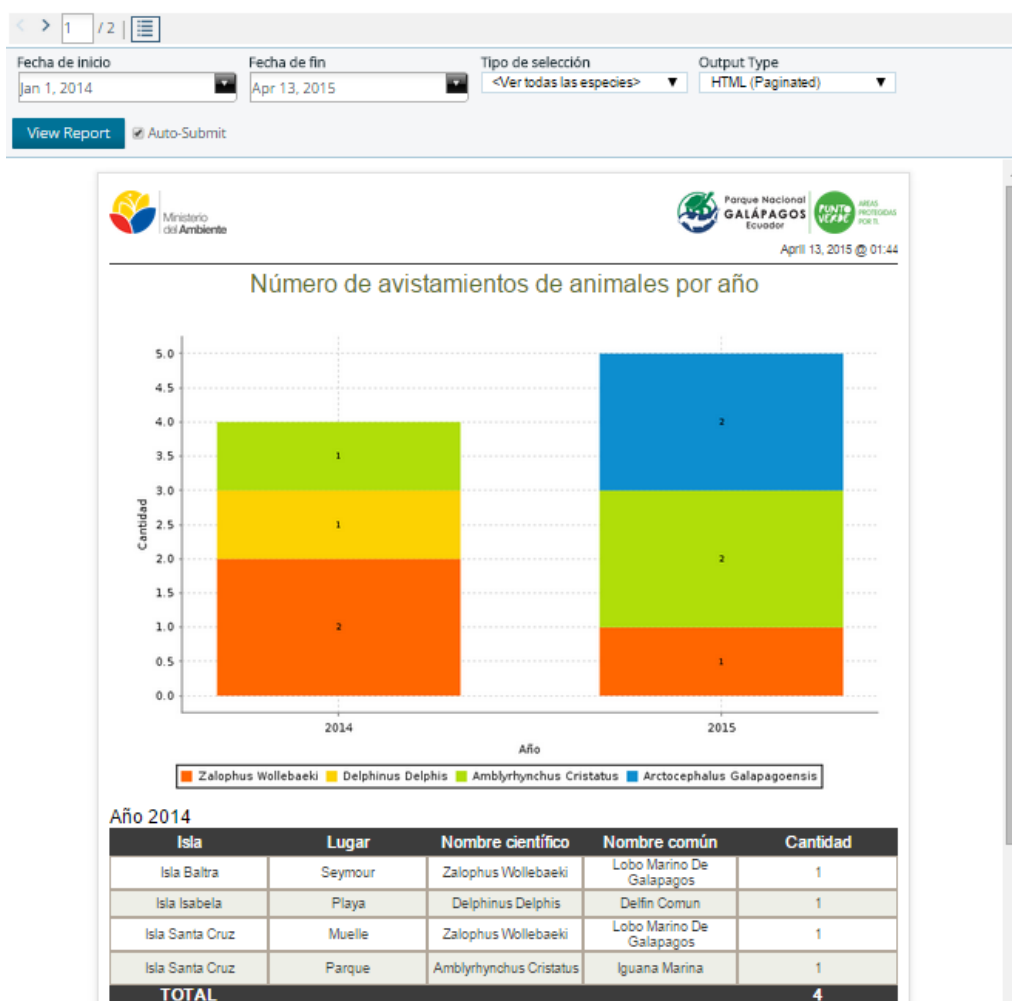 1 / 2
Fecha de inicio Fecha de fin Tipo de selección Output Type
Jan 1, 2014 Apr 13, 2015 <Ver todas las especies> HTML (Paginated)
View Report Auto-Submit
Ministerio
del Ambiente
Parque Nacional
GALÁPAGOS
Ecuador
PUNTO
VERDE
AREAS
PROTEGIDAS
POR TI.
April 13, 2015 @ 01:44
Número de avistamientos de animales por año
5.0
4.5
4.0
3.5
3.0
2.5
2.0
1.5
1.0
0.5
0.0
Cantidad
1
1
2
2
2
1
2014 2015
Año
Zalophus Wollebaeki Delphinus Delphis Amblyrhynchus Cristatus Arctocephalus Galapagoensis
Año 2014
Isla Lugar Nombre científico Nombre común Cantidad
Isla Baltra Seymour Zalophus Wollebaeki Lobo Marino De Galapagos 1
Isla Isabela Playa Delphinus Delphis Delfin Comun 1
Isla Santa Cruz Muelle Zalophus Wollebaeki Lobo Marino De Galapagos 1
Isla Santa Cruz Parque Amblyrhynchus Cristatus Iguana Marina 1
TOTAL 4